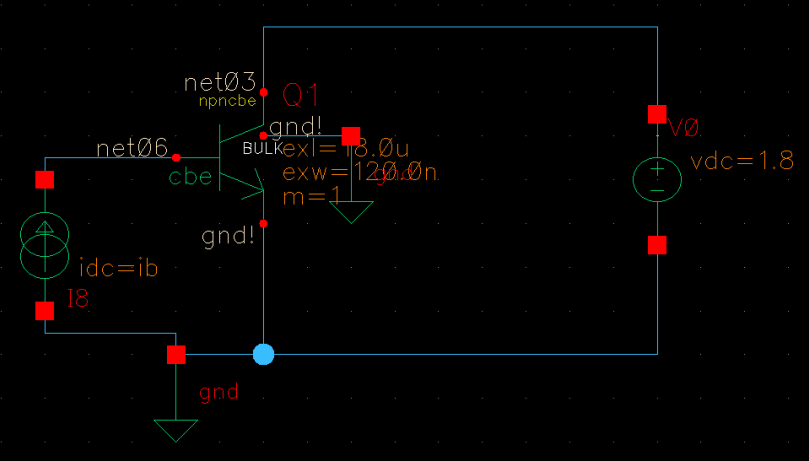 net03
npncbe
Q1
gnd!
V0
net06
BULK
exl=18.0u
vdc=1.8
cbe
exw=120.0n
gnd
m=1
gnd!
idc=ib
I8
gnd